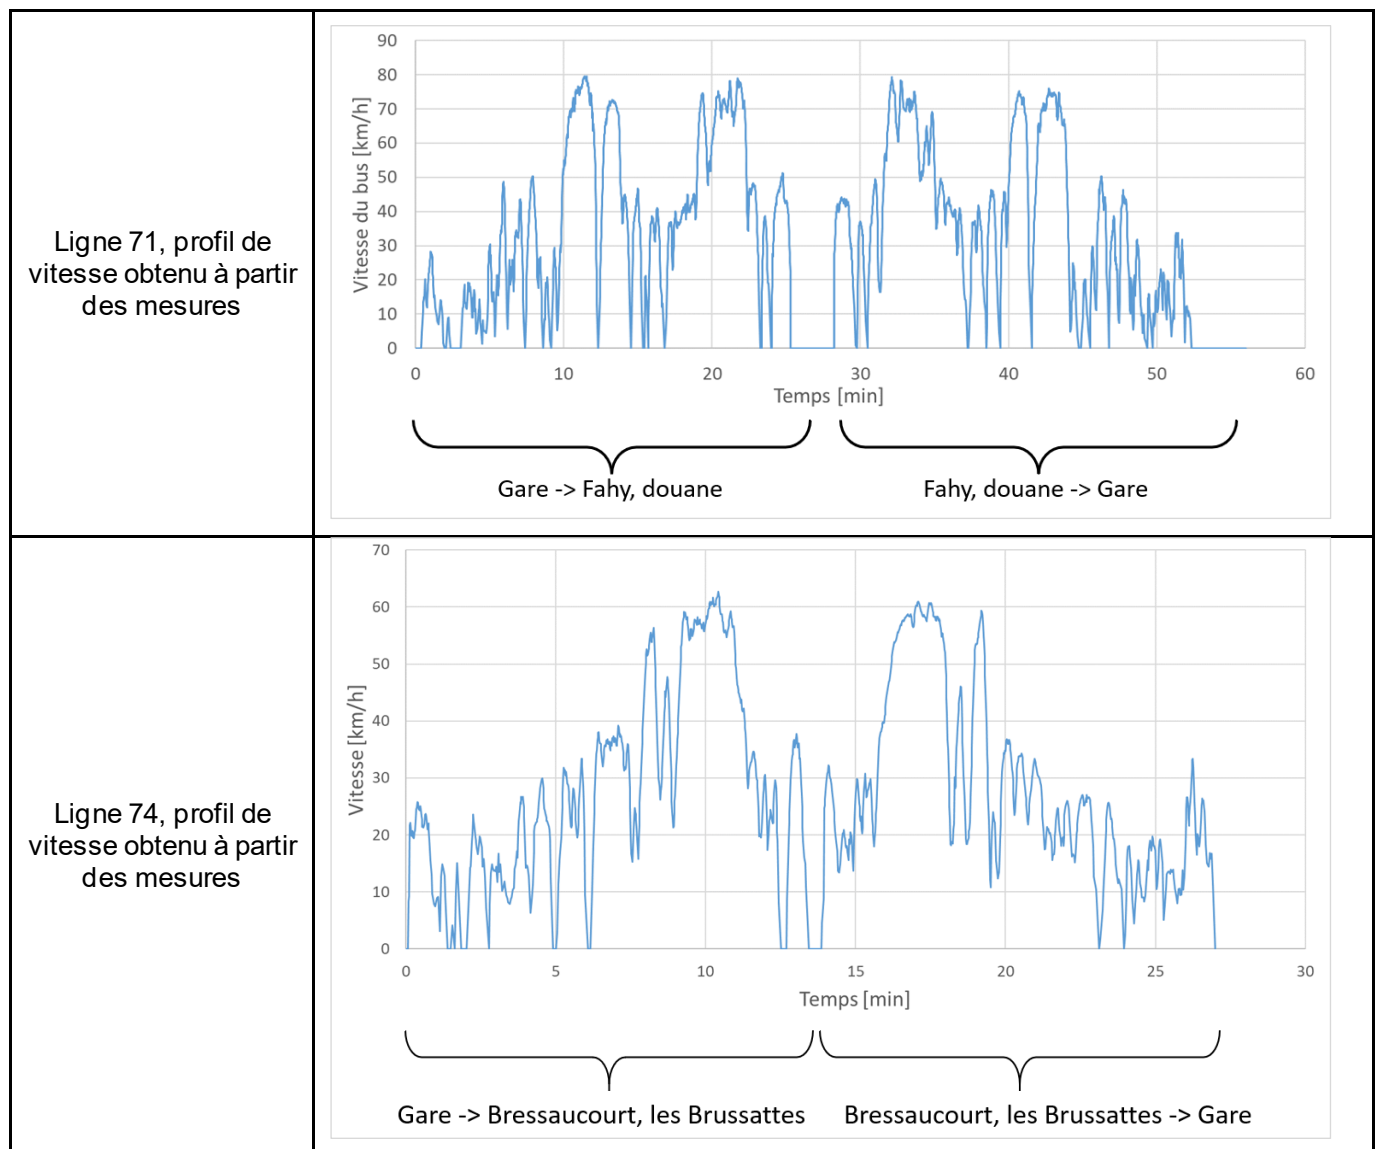 Ligne 71, profil de
vitesse obtenu à partir
des mesures
Vitesse du bus [km/h]
90
80
70
60
50
40
30
20
10
0
0 10 20 30 40 50 60
Temps [min]
Gare -> Fahy, douane
Fahy, douane -> Gare
Ligne 74, profil de
vitesse obtenu à partir
des mesures
Vitesse [km/h]
70
60
50
40
30
20
10
0
0 5 10 15 20 25 30
Temps [min]
Gare -> Bressaucourt, les Brussattes
Bressaucourt, les Brussattes -> Gare